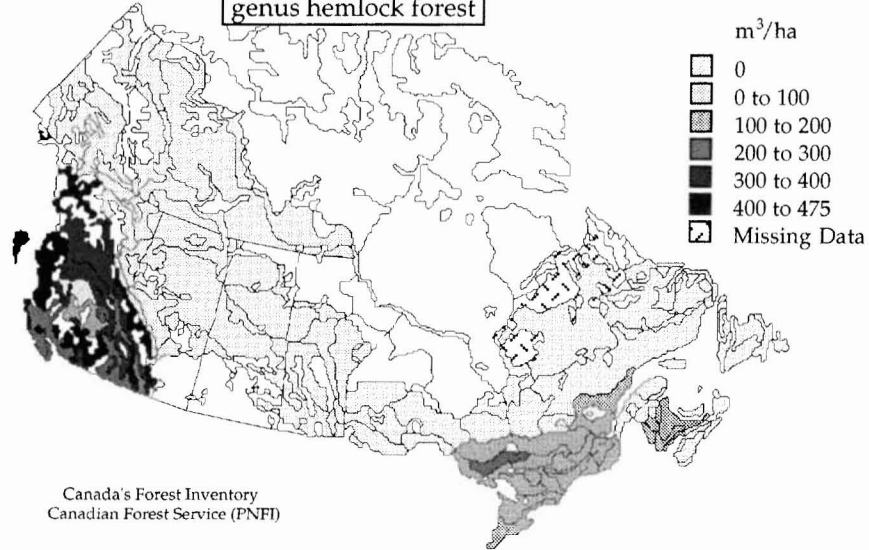 genus hemlock forest
m³/ha
0
0 to 100
100 to 200
200 to 300
300 to 400
400 to 475
Missing Data
Canada's Forest Inventory
Canadian Forest Service (PNFI)